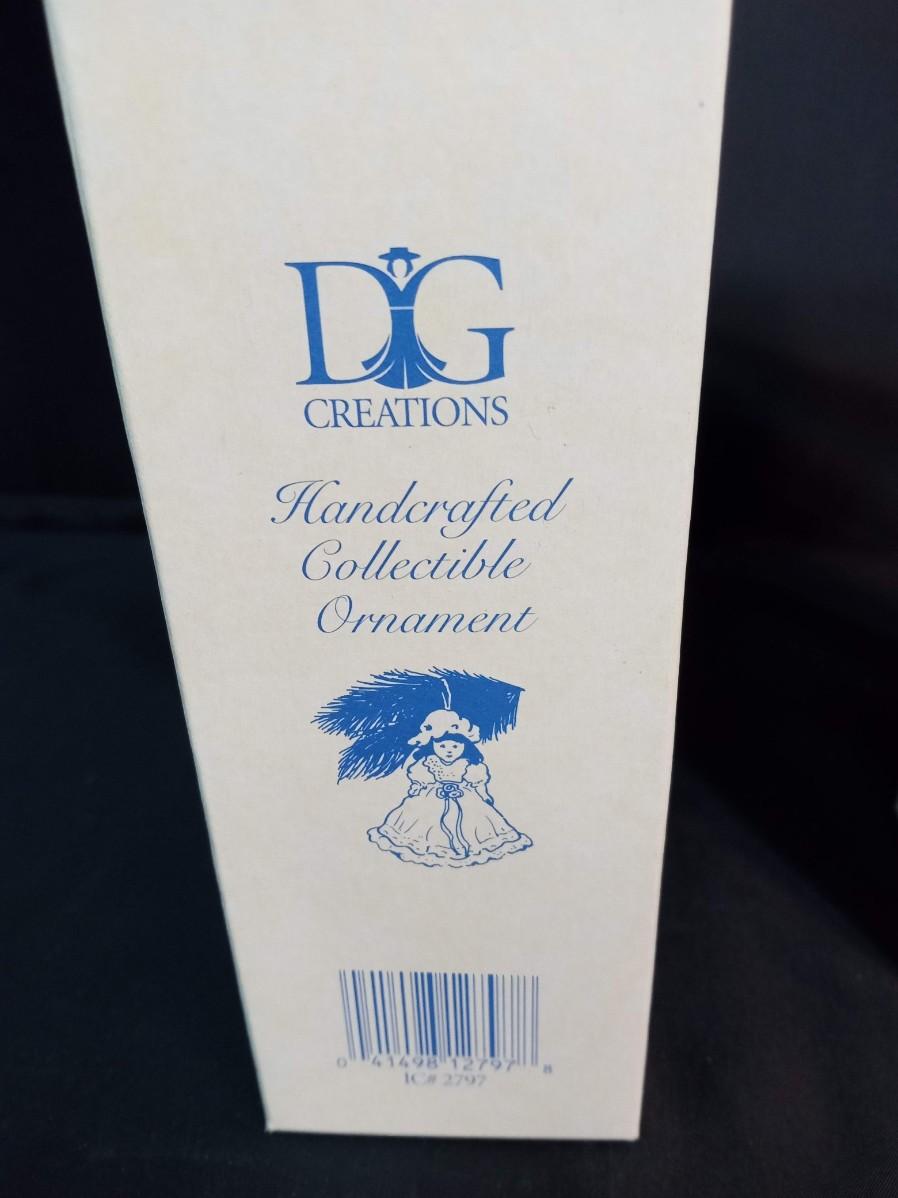 DG
CREATIONS
Handcrafted
Collectible
Ornament
0 41498 12797 8
IC# 2797